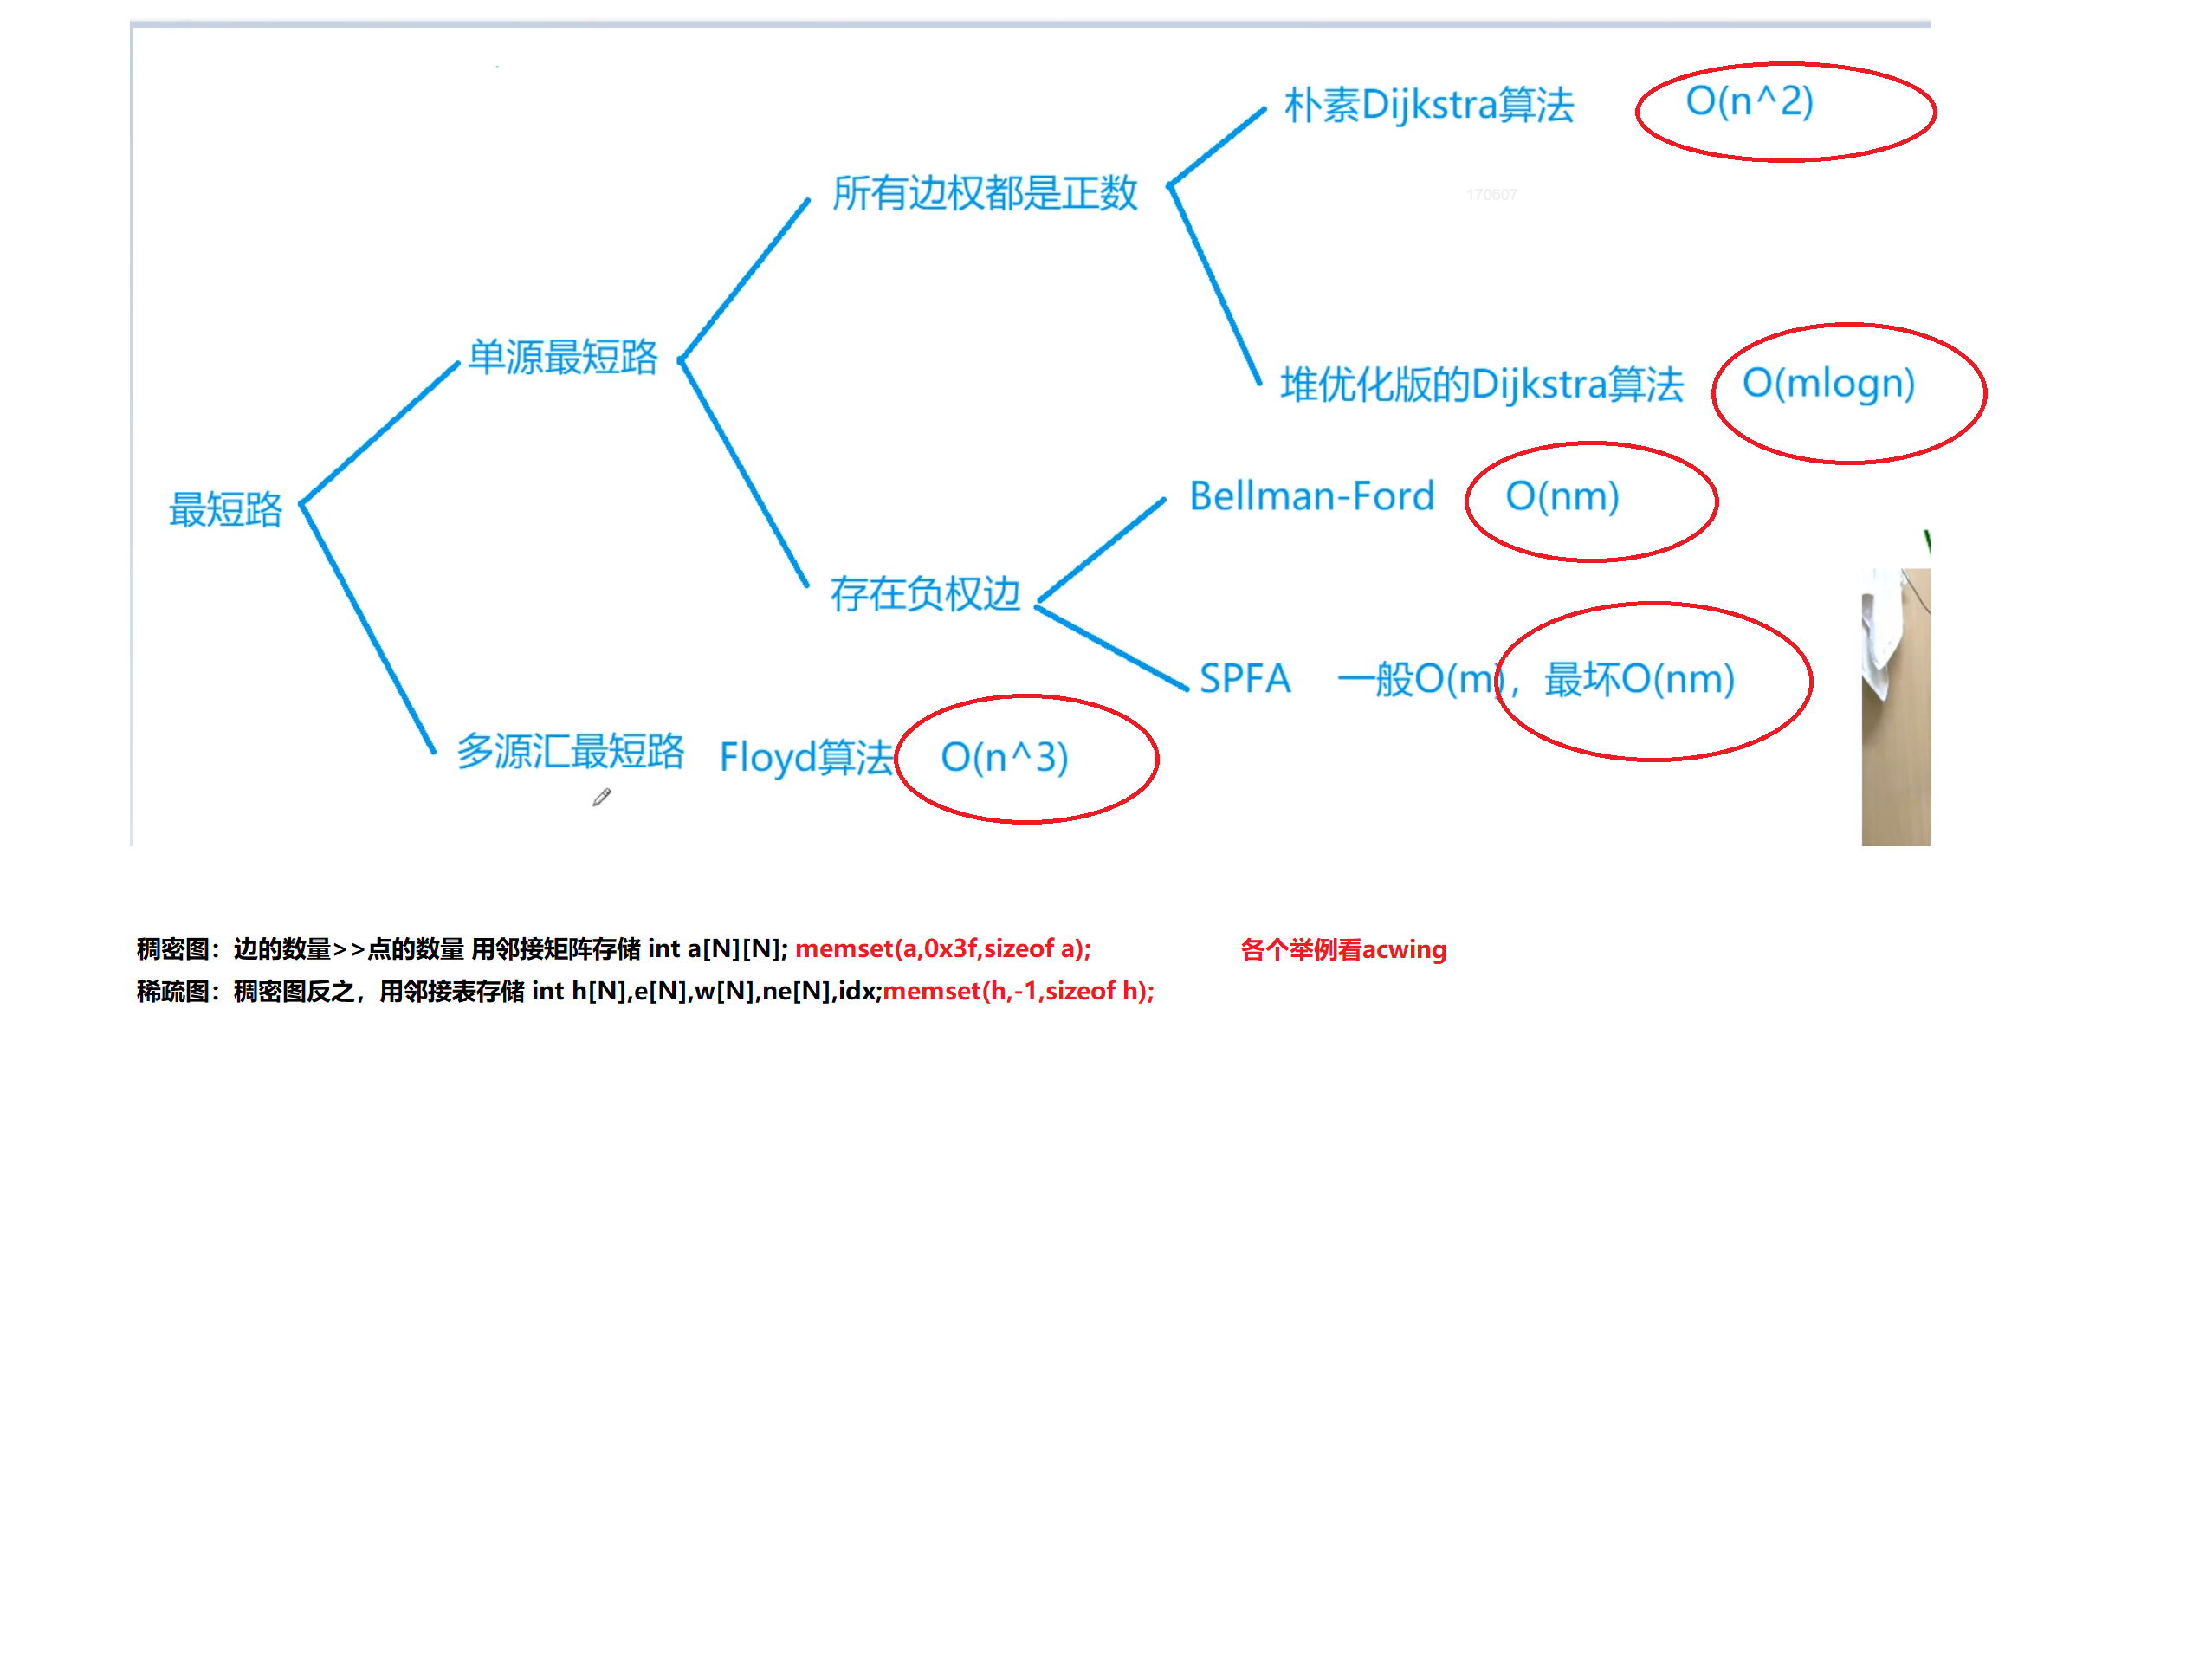 朴素Dijkstra算法 O(n^2)
所有边权都是正数
170607
单源最短路
堆优化版的Dijkstra算法 O(mlogn)
Bellman-Ford O(nm)
最短路
存在负权边
SPFA 一般O(m)，最坏O(nm)
多源汇最短路 Floyd算法 O(n^3)
稠密图：边的数量>>点的数量 用邻接矩阵存储 int a[N][N]; memset(a,0x3f,sizeof a); 各个举例看acwing
稀疏图：稠密图反之，用邻接表存储 int h[N],e[N],w[N],ne[N],idx;memset(h,-1,sizeof h);